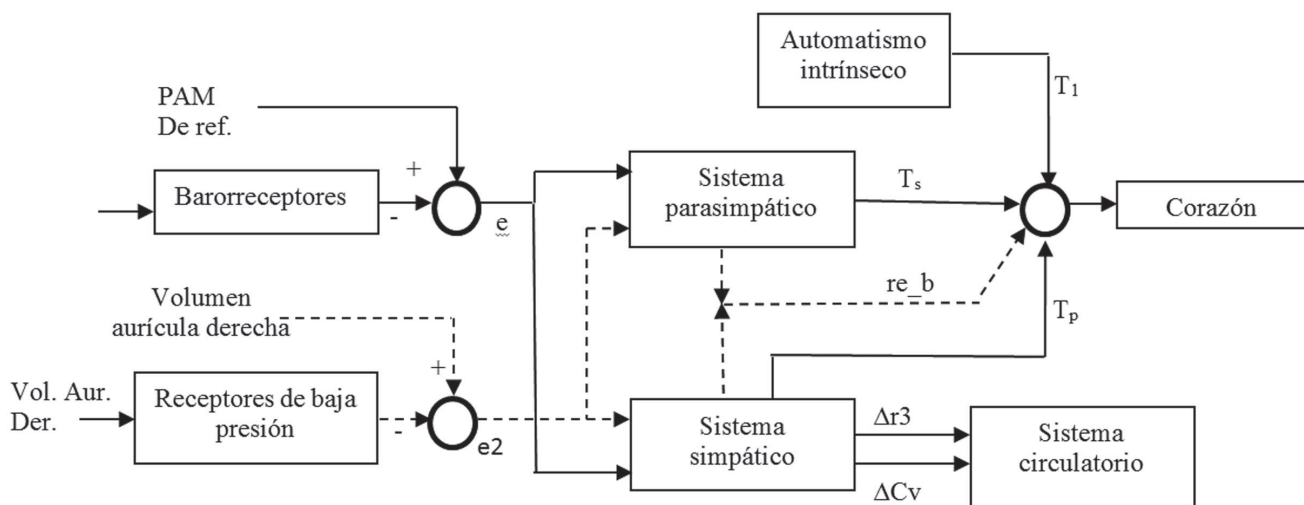 Automatismo
intrínseco
T1
PAM
De ref.
+
Barorreceptores
-
e
Sistema
parasimpático
Ts
Corazón
re_b
Tp
Volumen
aurícula derecha
+
Vol. Aur.
Der.
Receptores de baja
presión
-
e2
Sistema
simpático
Δr3
ΔCv
Sistema
circulatorio